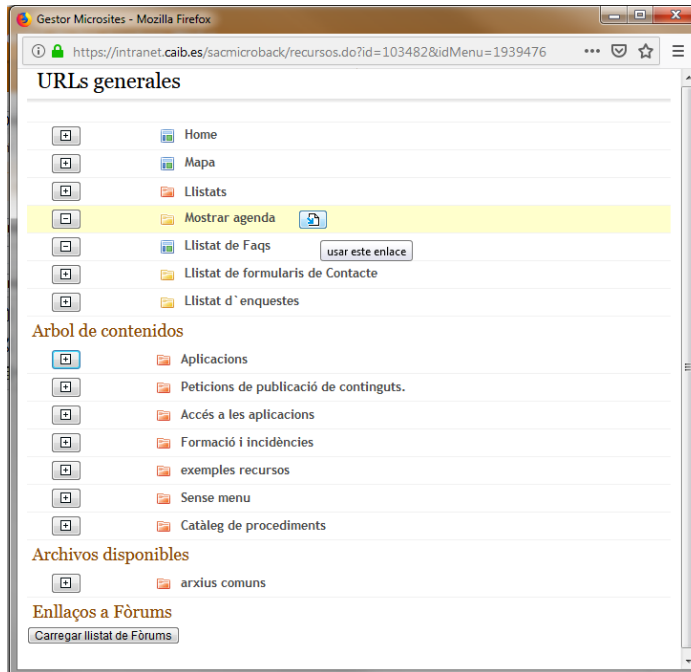 Gestor Microsites - Mozilla Firefox
https://intranet.caib.es/sacmicroback/recursos.do?id=103482&idMenu=1939476
URLs generales
Home
Mapa
Llistats
Mostrar agenda
Llistat de Faqs
usar este enlace
Llistat de formularis de Contacte
Llistat d`enquestes
Arbol de contenidos
Aplicacions
Peticions de publicació de continguts.
Accés a les aplicacions
Formació i incidències
exemples recursos
Sense menu
Catàleg de procediments
Archivos disponibles
arxius comuns
Enllaços a Fòrums
Carregar llistat de Fòrums